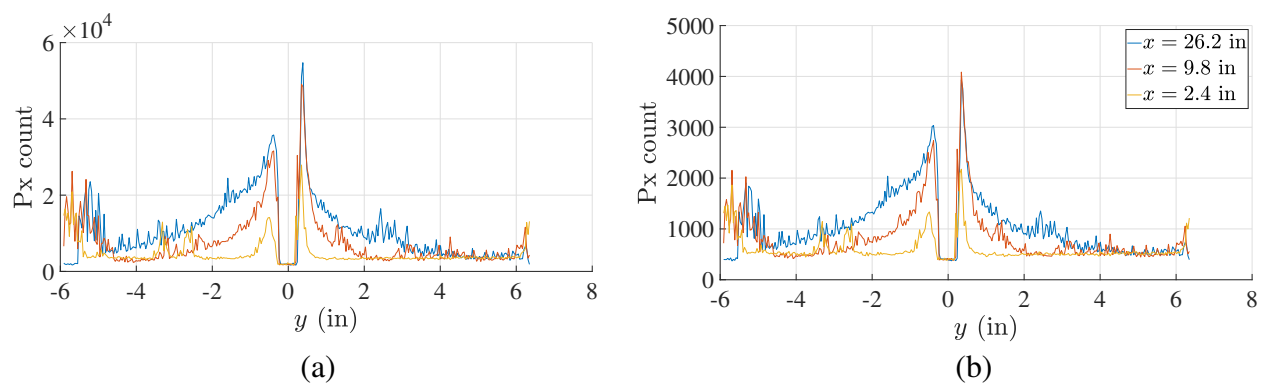 ×10⁴
6
4
2
0
Px count
-6 -4 -2 0 2 4 6 8
y (in)
(a)
5000
4000
3000
2000
1000
0
Px count
x = 26.2 in
x = 9.8 in
x = 2.4 in
-6 -4 -2 0 2 4 6 8
y (in)
(b)